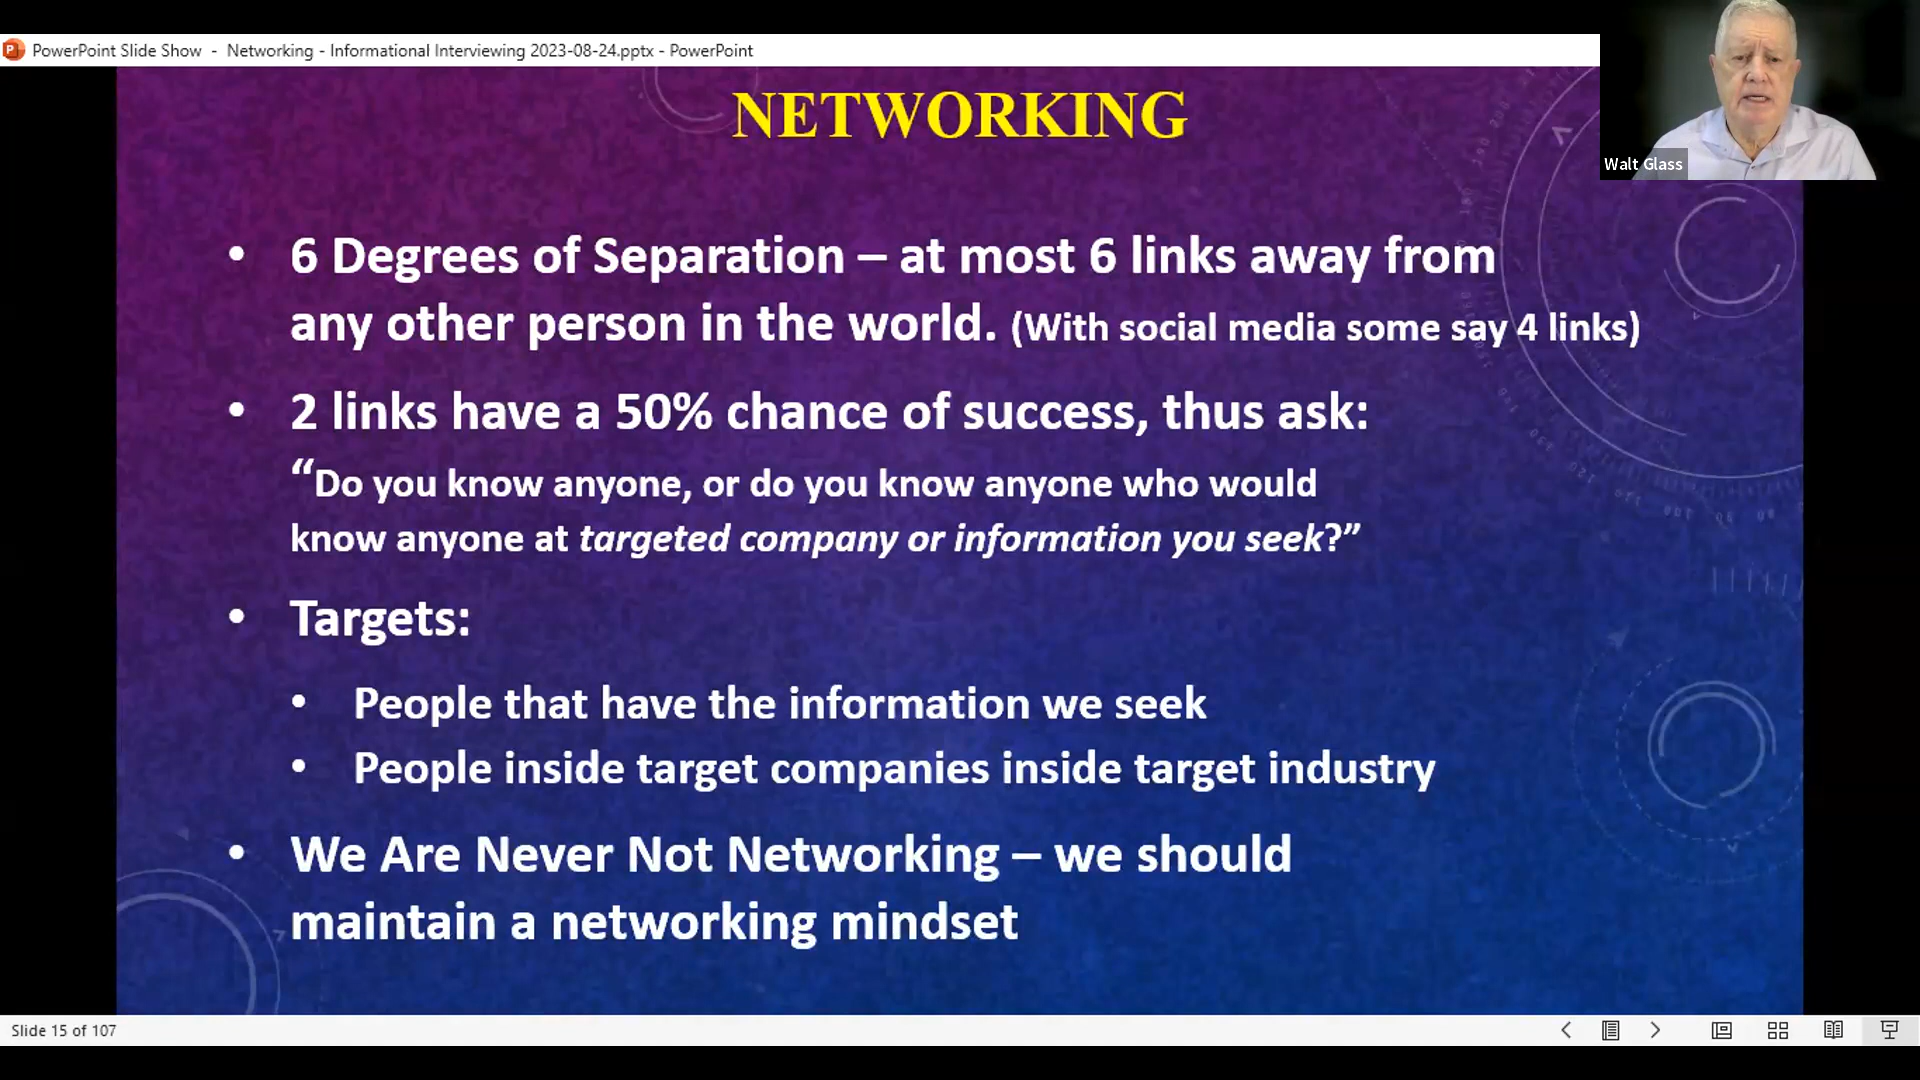 PowerPoint Slide Show - Networking - Informational Interviewing 2023-08-24.pptx - PowerPoint
Walt Glass
NETWORKING
• 6 Degrees of Separation – at most 6 links away from
any other person in the world. (With social media some say 4 links)
• 2 links have a 50% chance of success, thus ask:
“Do you know anyone, or do you know anyone who would
know anyone at targeted company or information you seek?”
• Targets:
• People that have the information we seek
• People inside target companies inside target industry
• We Are Never Not Networking – we should
maintain a networking mindset
Slide 15 of 107